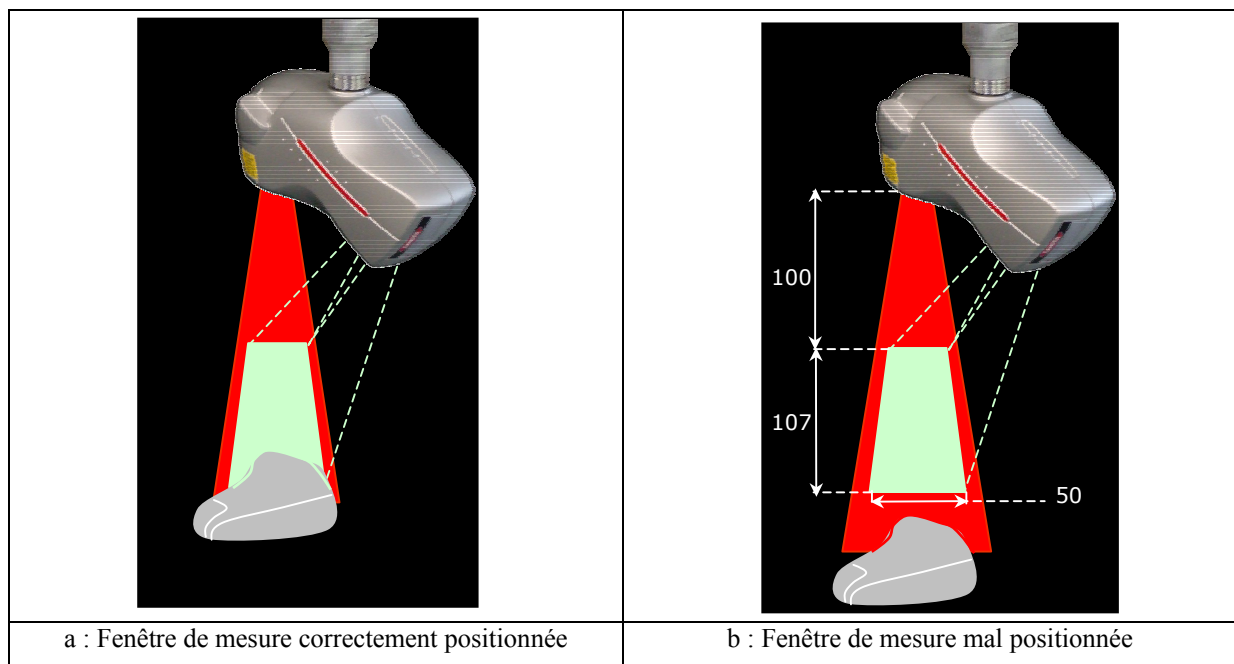 100
107
50
a : Fenêtre de mesure correctement positionnée
b : Fenêtre de mesure mal positionnée